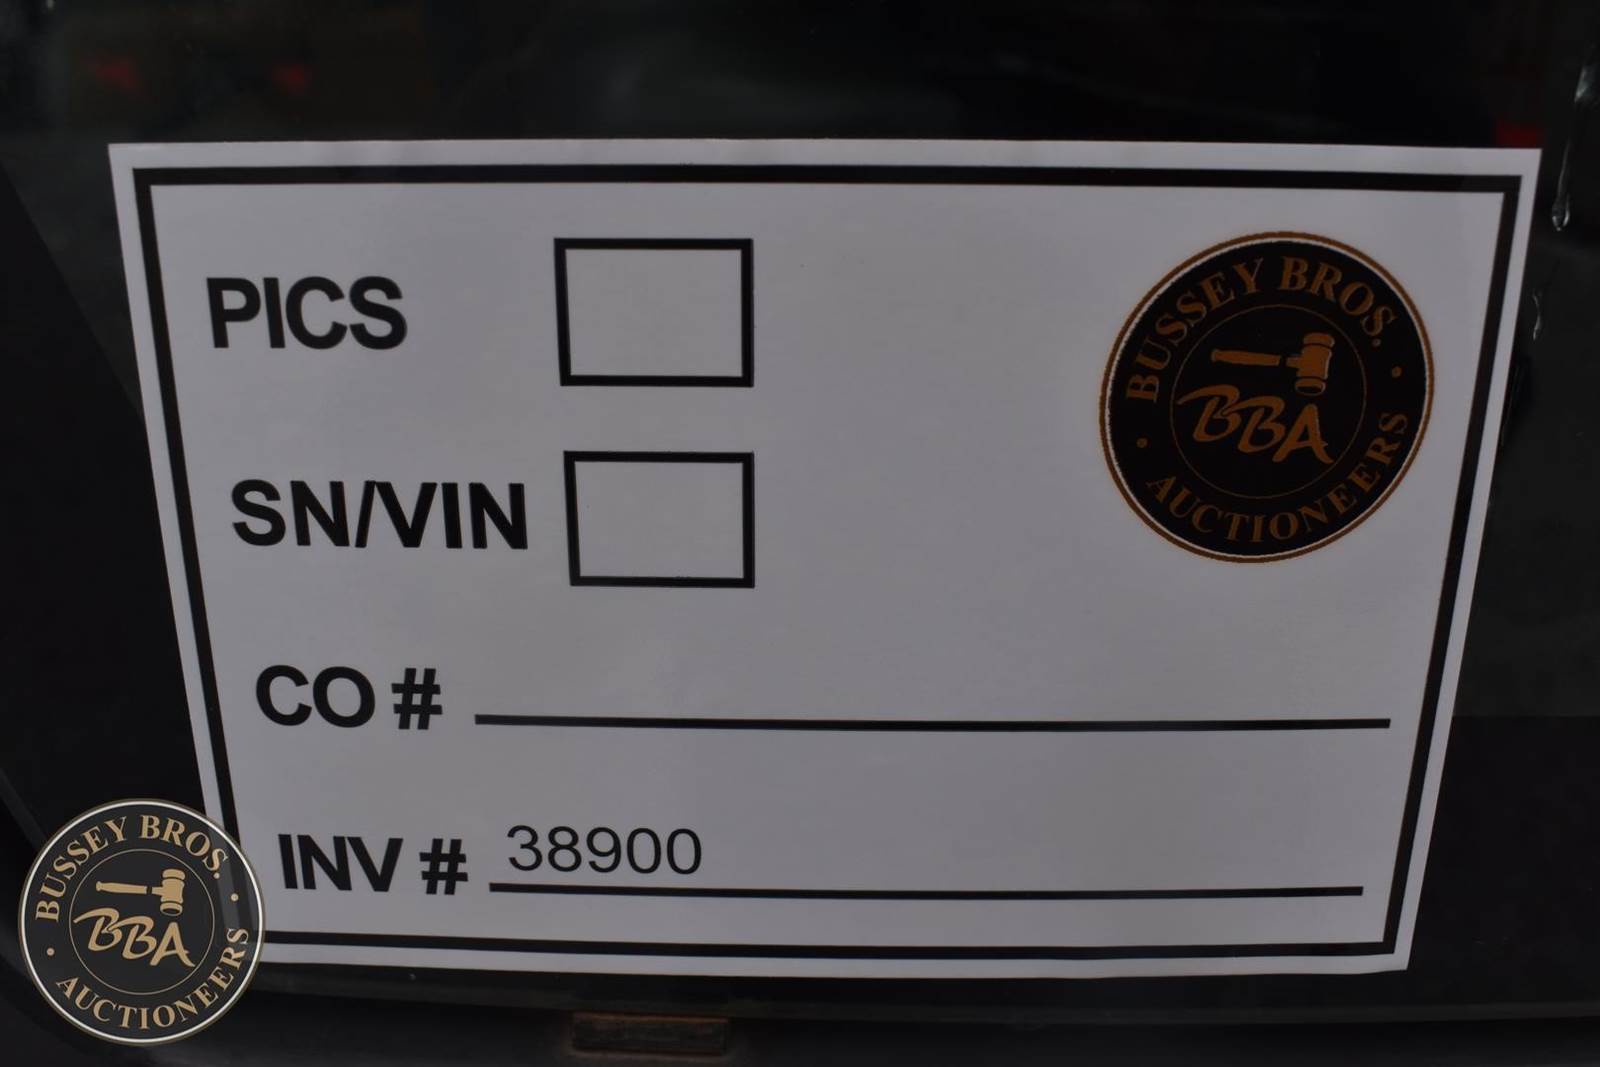 PICS
BUSSEY BROS.
BBA
AUCTIONEERS
SN/VIN
CO #
INV # 38900
BUSSEY BROS.
BBA
AUCTIONEERS